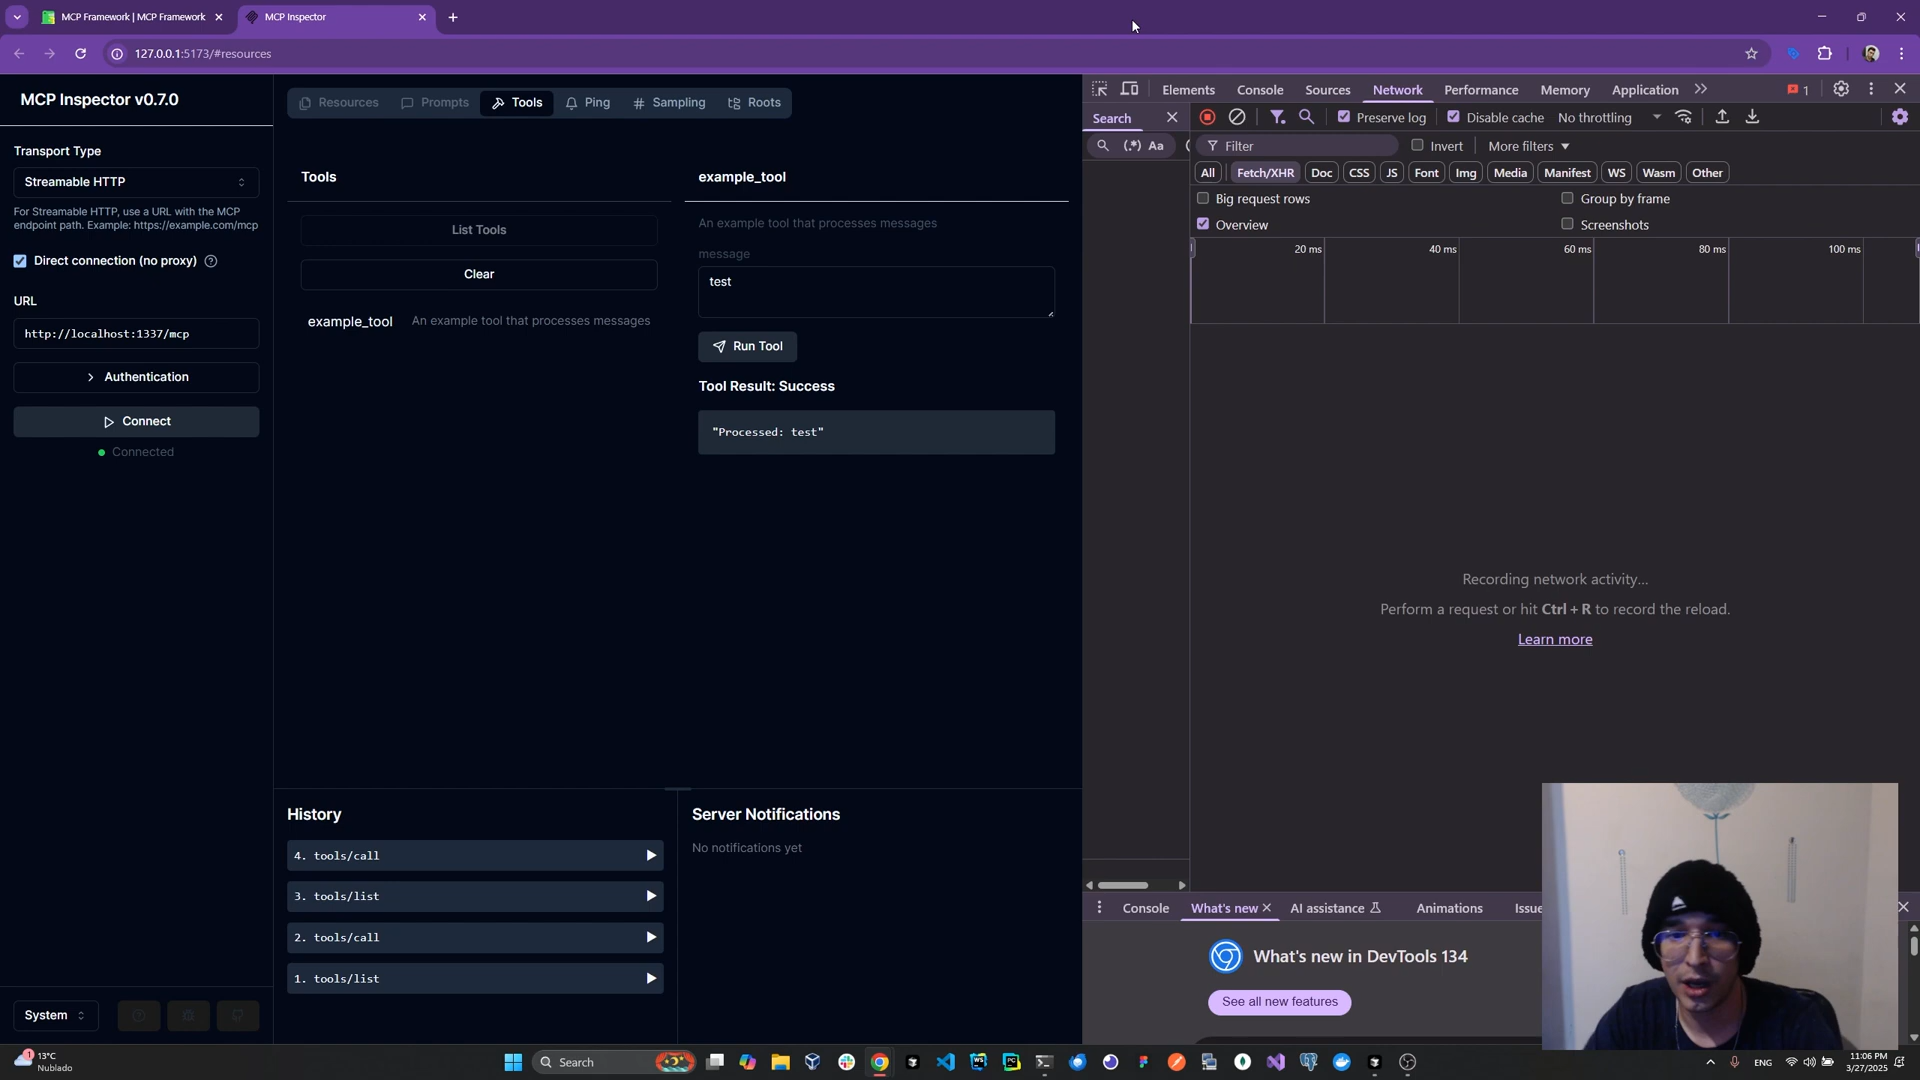 MCP Framework | MCP Framework
MCP Inspector
127.0.0.1:5173/#resources
MCP Inspector v0.7.0
Transport Type
Streamable HTTP
For Streamable HTTP, use a URL with the MCP
endpoint path. Example: https://example.com/mcp
Direct connection (no proxy)
URL
http://localhost:1337/mcp
Authentication
Connect
Connected
System
Resources
Prompts
Tools
Ping
Sampling
Roots
Tools
List Tools
Clear
example_tool An example tool that processes messages
example_tool
An example tool that processes messages
message
test
Run Tool
Tool Result: Success
"Processed: test"
History
4. tools/call
3. tools/list
2. tools/call
1. tools/list
Server Notifications
No notifications yet
Elements Console Sources Network Performance Memory Application 1
Search
Preserve log Disable cache No throttling
(.*) Aa
Filter Invert More filters
All Fetch/XHR Doc CSS JS Font Img Media Manifest WS Wasm Other
Big request rows Group by frame
Overview Screenshots
20 ms 40 ms 60 ms 80 ms 100 ms
Recording network activity...
Perform a request or hit Ctrl + R to record the reload.
Learn more
Console What's new AI assistance Animations Issue
What's new in DevTools 134
See all new features
1
13°C
Nublado
Search
ENG
11:06 PM
3/27/2025